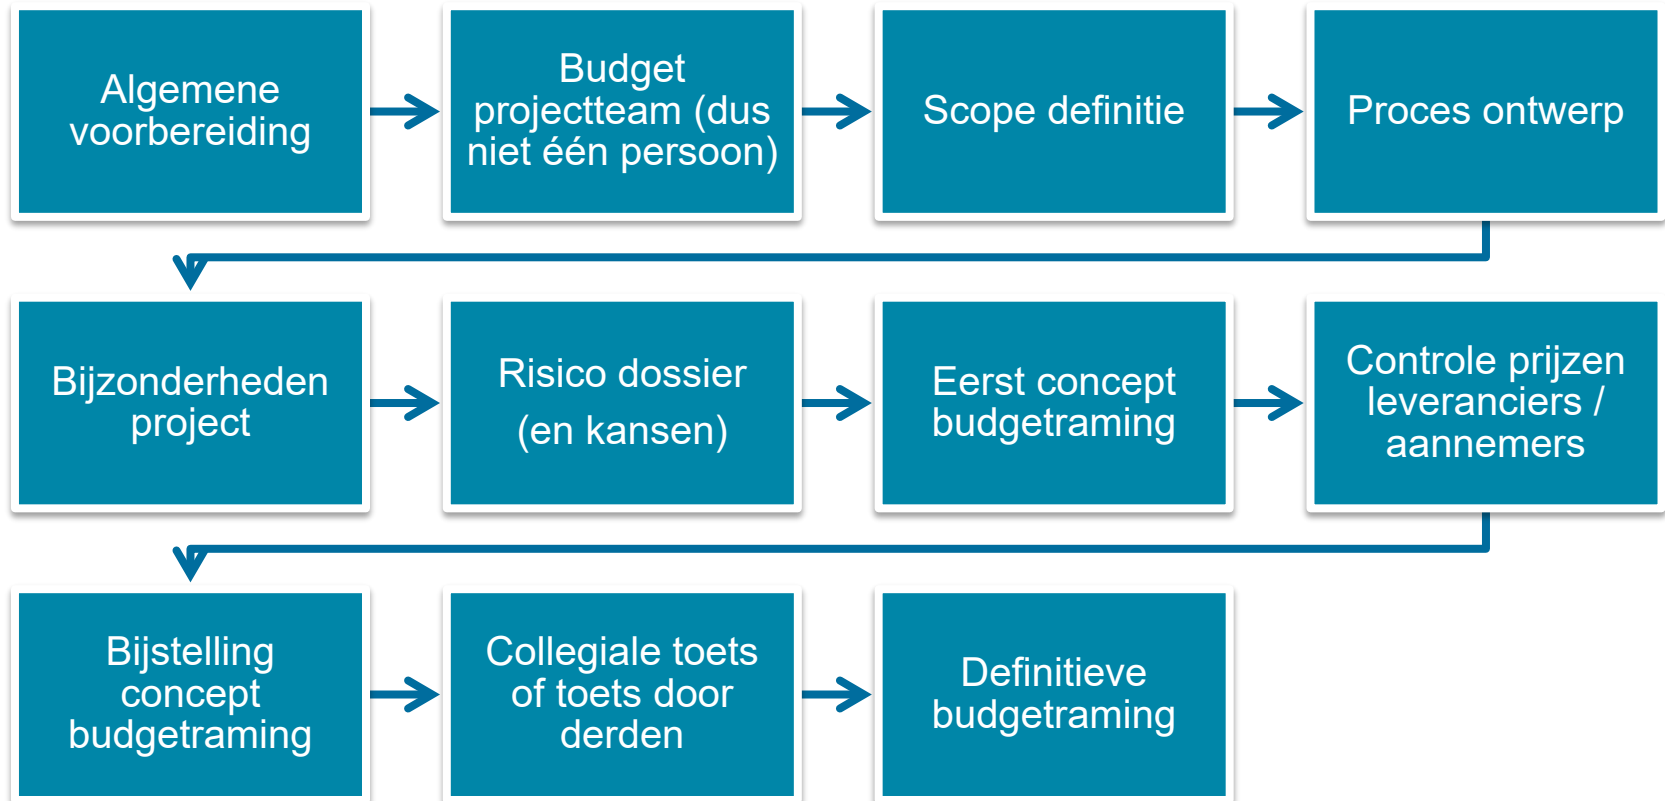 Algemene
voorbereiding
Budget
projectteam (dus
niet één persoon)
Scope definitie
Proces ontwerp
Bijzonderheden
project
Risico dossier
(en kansen)
Eerst concept
budgetraming
Controle prijzen
leveranciers /
aannemers
Bijstelling
concept
budgetraming
Collegiale toets
of toets door
derden
Definitieve
budgetraming